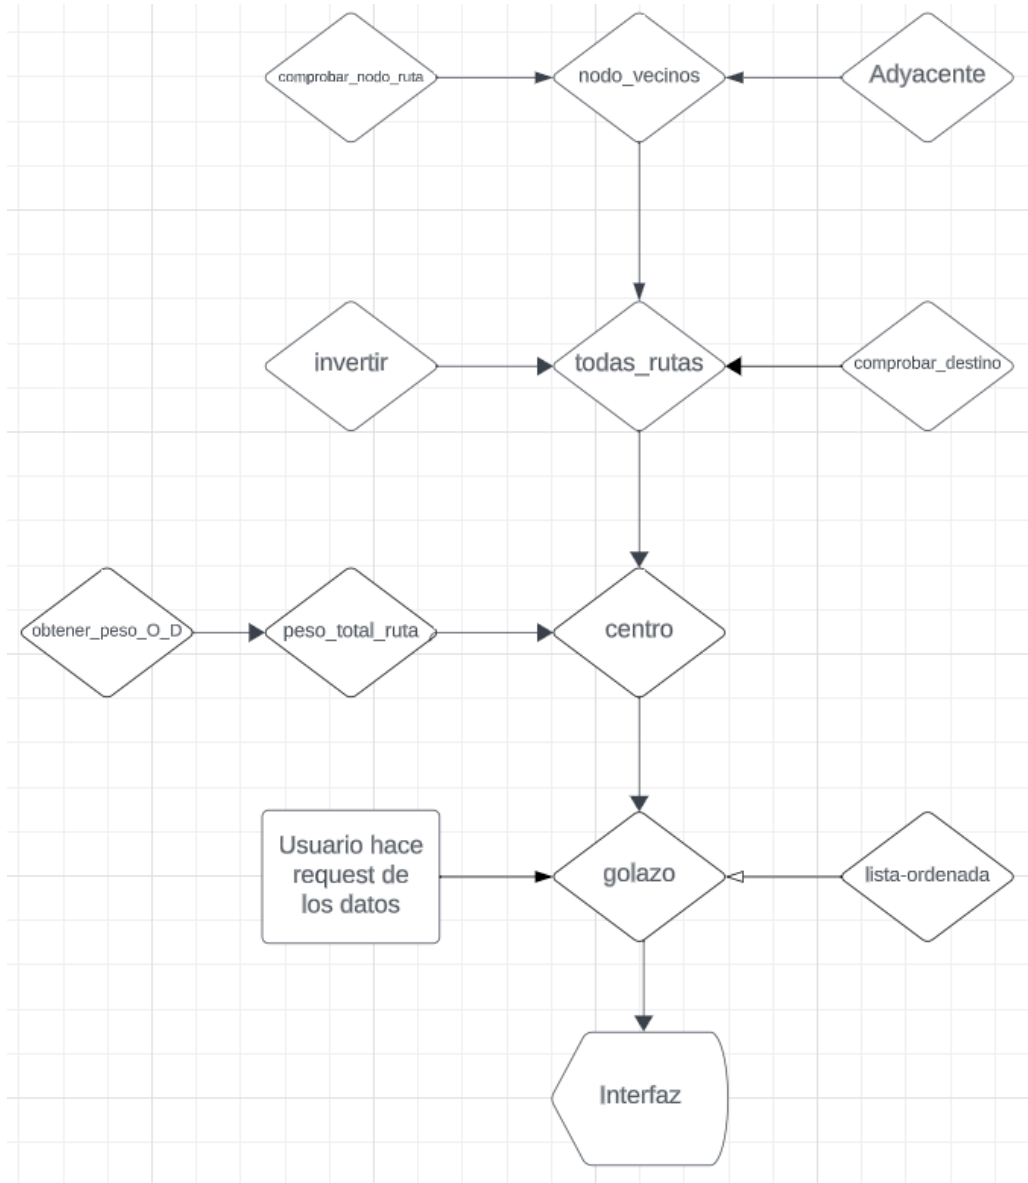 comprobar_nodo_ruta
nodo_vecinos
Adyacente
invertir
todas_rutas
comprobar_destino
obtener_peso_O_D
peso_total_ruta
centro
Usuario hace
request de
los datos
golazo
lista-ordenada
Interfaz